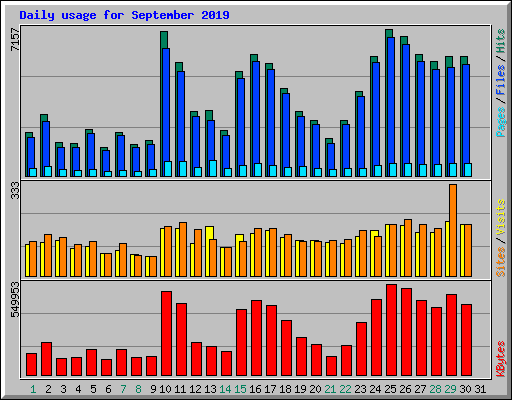 Daily usage for September 2019
7157
Pages / Files / Hits
333
Sites / Visits
549953
KBytes
1 2 3 4 5 6 7 8 9 10 11 12 13 14 15 16 17 18 19 20 21 22 23 24 25 26 27 28 29 30 31